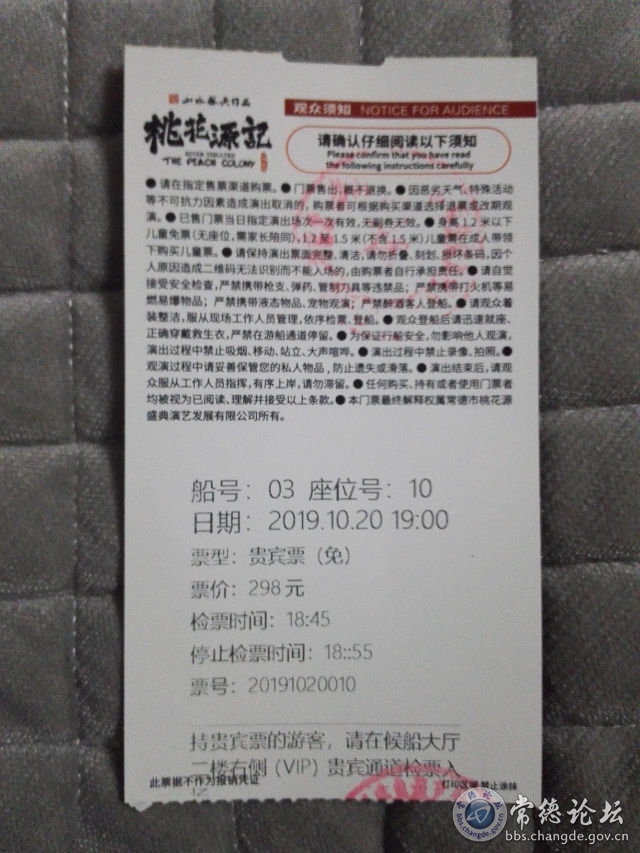 山水盛典作品
桃花源記
RIVER THEATRE
THE PEACH COLONY
观众须知 NOTICE FOR AUDIENCE
请确认仔细阅读以下须知
Please confirm that you have read
the following instructions carefully
● 请在指定售票渠道购票。● 门票售出，概不退换。● 因恶劣天气、特殊活动
等不可抗力因素造成演出取消的，购票者可根据购买渠道选择退票或改期观
演。● 已售门票当日指定演出场次一次有效，无副券无效。● 身高 1.2 米以下
儿童免票（无座位，需家长陪同），1.2 至 1.5 米（不含 1.5 米）儿童需在成人带领
下购买儿童票。● 请保持演出票面完整、清洁，请勿折叠、刻划、损坏条码，因个
人原因造成二维码无法识别而不能入场的，由购票者自行承担责任。● 请自觉
接受安全检查，严禁携带枪支、弹药、管制刀具等违禁品；严禁携带打火机等易
燃易爆物品；严禁携带液态物品、宠物观演；严禁醉酒客人登船。● 请观众着
装整洁，服从现场工作人员管理，依序检票、登船。● 观众登船后请迅速就座、
正确穿戴救生衣，严禁在游船通道停留。● 为保证行船安全，勿影响他人观演，
演出过程中禁止吸烟、移动、站立、大声喧哗。● 演出过程中禁止录像、拍照。●
观演过程中请妥善保管您的私人物品，防止遗失或滑落。● 演出结束后，请观
众服从工作人员指挥，有序上岸，请勿滞留。● 任何购买、持有或者使用门票者
均被视为已阅读、理解并接受以上条款。● 本门票最终解释权属常德市桃花源
盛典演艺发展有限公司所有。
船号：03 座位号：10
日期：2019.10.20 19:00
票型：贵宾票（免）
票价：298 元
检票时间：18:45
停止检票时间：18::55
票号：20191020010
持贵宾票的游客，请在候船大厅
二楼右侧（VIP）贵宾通道检票入
此票据不作为报销凭证
打印区域 禁止涂抹
常德论坛
bbs.changde.gov.cn